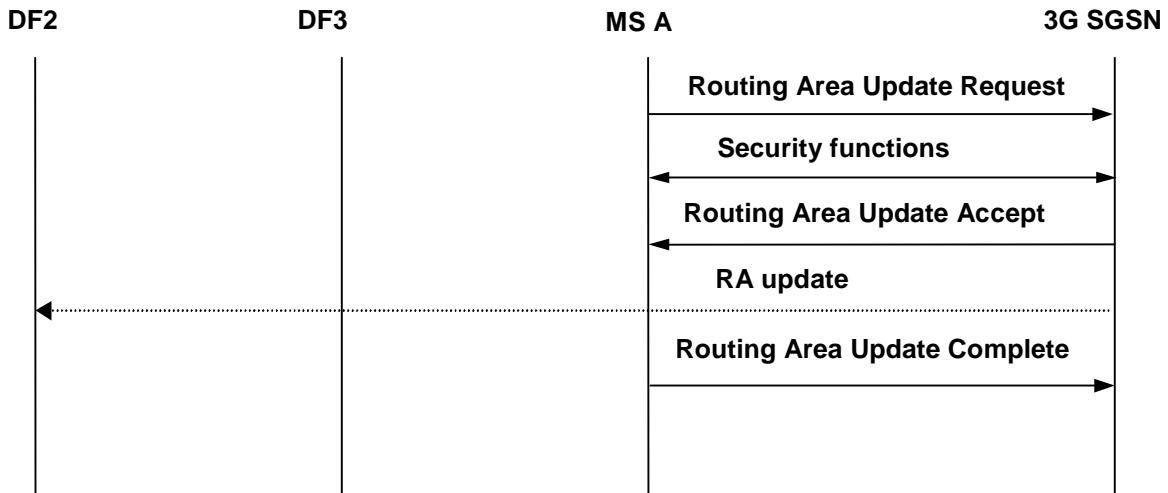 DF2
DF3
MS A
3G SGSN
Routing Area Update Request
Security functions
Routing Area Update Accept
RA update
Routing Area Update Complete